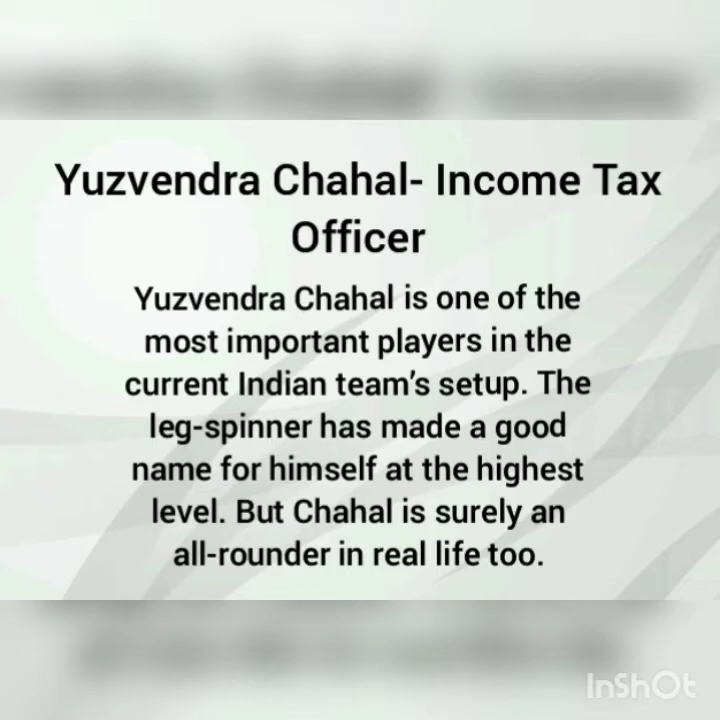 Yuzvendra Chahal- Income Tax
Officer
Yuzvendra Chahal is one of the
most important players in the
current Indian team’s setup. The
leg-spinner has made a good
name for himself at the highest
level. But Chahal is surely an
all-rounder in real life too.
InShOt